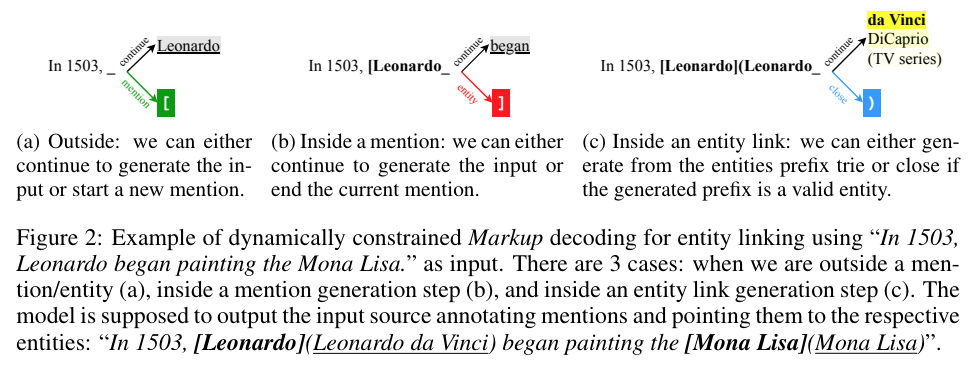 In 1503, _ continue Leonardo mention [
In 1503, [Leonardo_ continue began entity ]
In 1503, [Leonardo](Leonardo_ continue da Vinci DiCaprio (TV series) close )
(a) Outside: we can either
continue to generate the in-
put or start a new mention.
(b) Inside a mention: we can either
continue to generate the input or
end the current mention.
(c) Inside an entity link: we can either gen-
erate from the entities prefix trie or close if
the generated prefix is a valid entity.
Figure 2: Example of dynamically constrained Markup decoding for entity linking using “In 1503,
Leonardo began painting the Mona Lisa.” as input. There are 3 cases: when we are outside a men-
tion/entity (a), inside a mention generation step (b), and inside an entity link generation step (c). The
model is supposed to output the input source annotating mentions and pointing them to the respective
entities: “In 1503, [Leonardo](Leonardo da Vinci) began painting the [Mona Lisa](Mona Lisa)”.